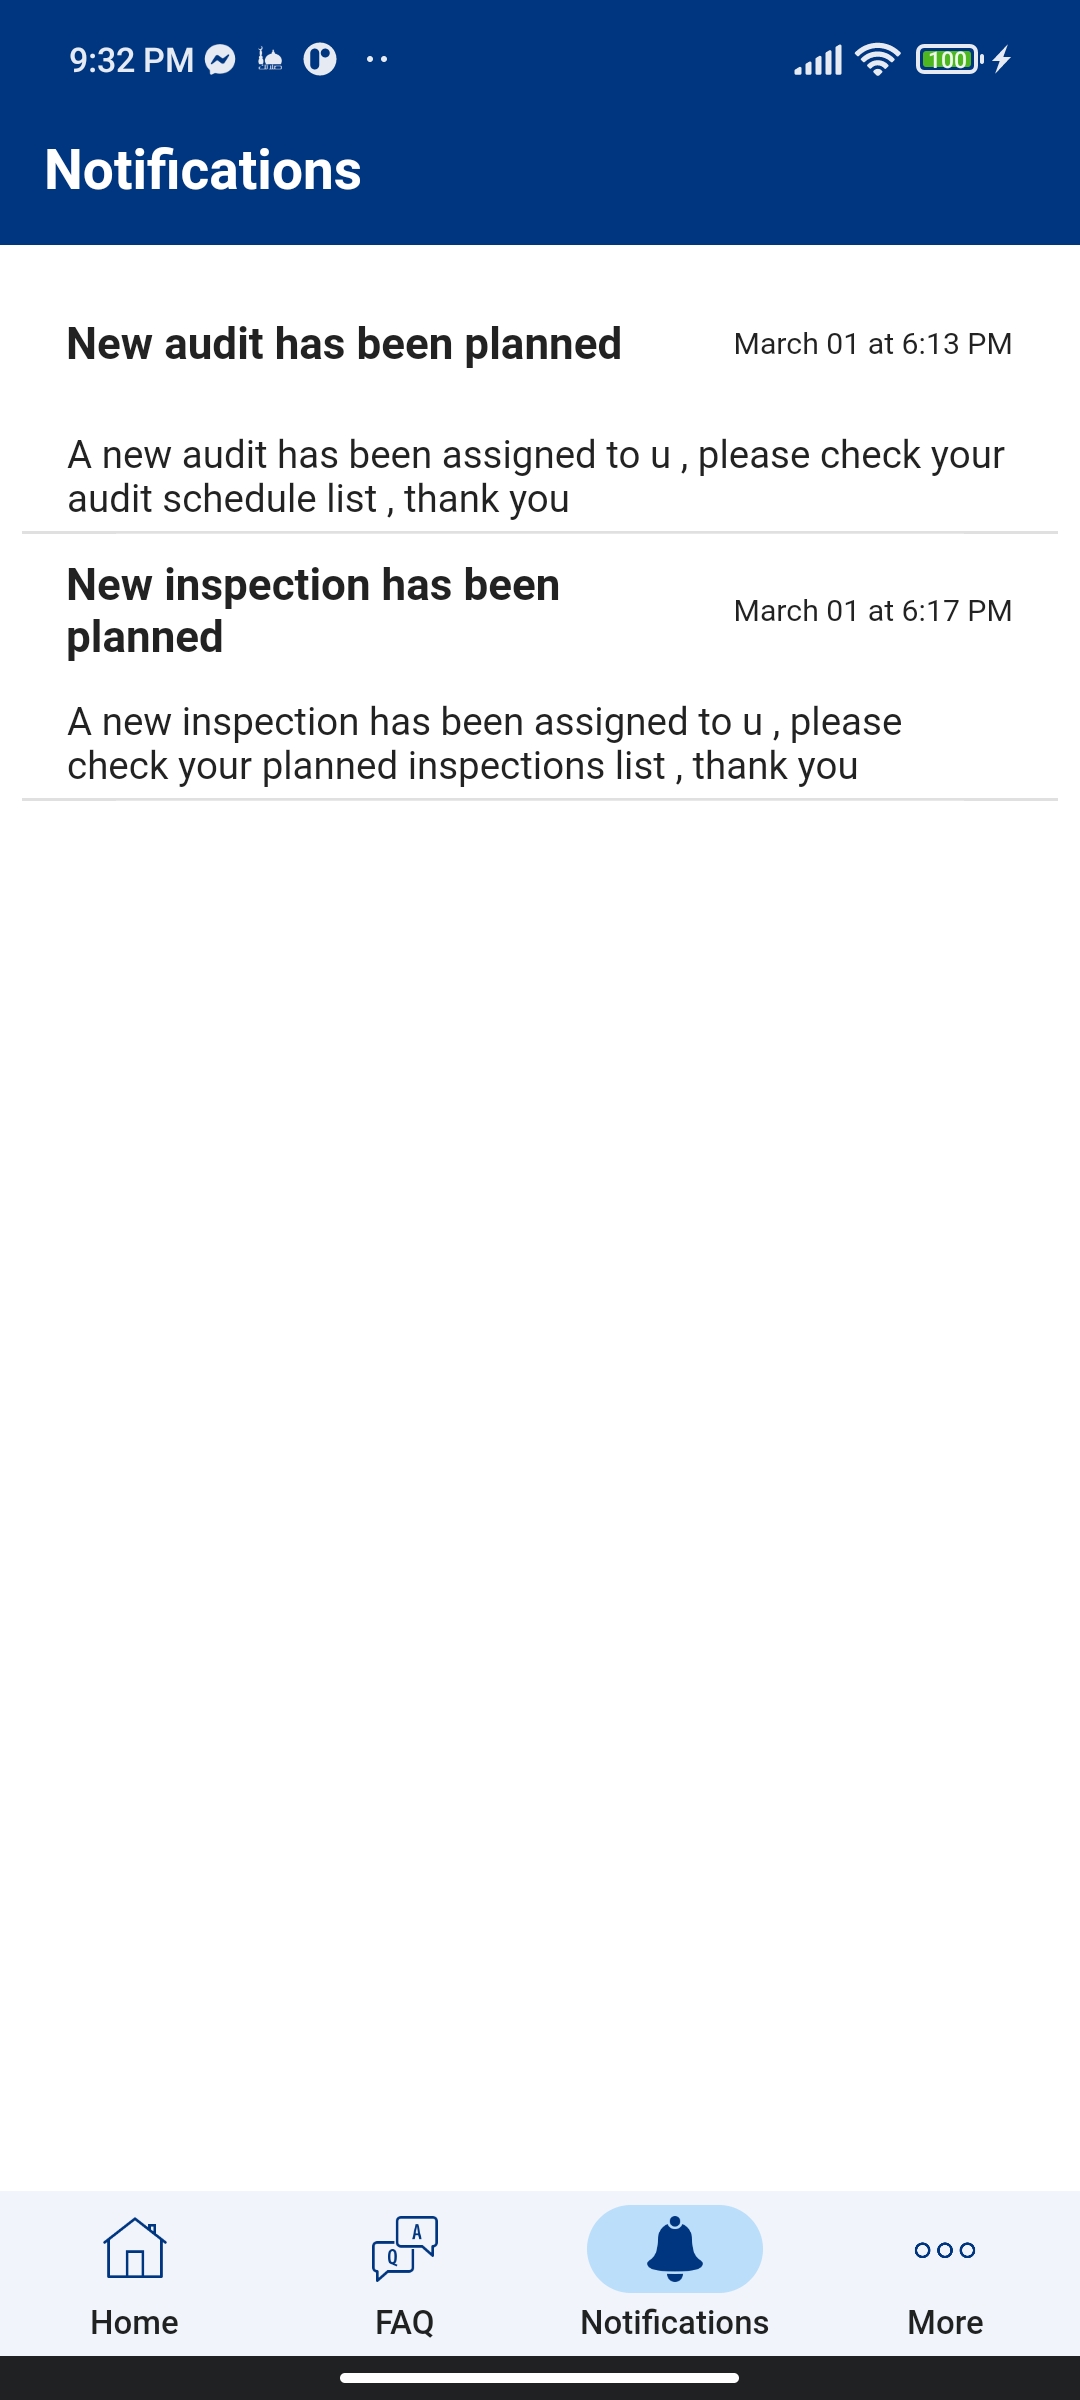 9:32 PM
100
Notifications
New audit has been planned
March 01 at 6:13 PM
A new audit has been assigned to u , please check your
audit schedule list , thank you
New inspection has been
planned
March 01 at 6:17 PM
A new inspection has been assigned to u , please
check your planned inspections list , thank you
A
Q
Home
FAQ
Notifications
More